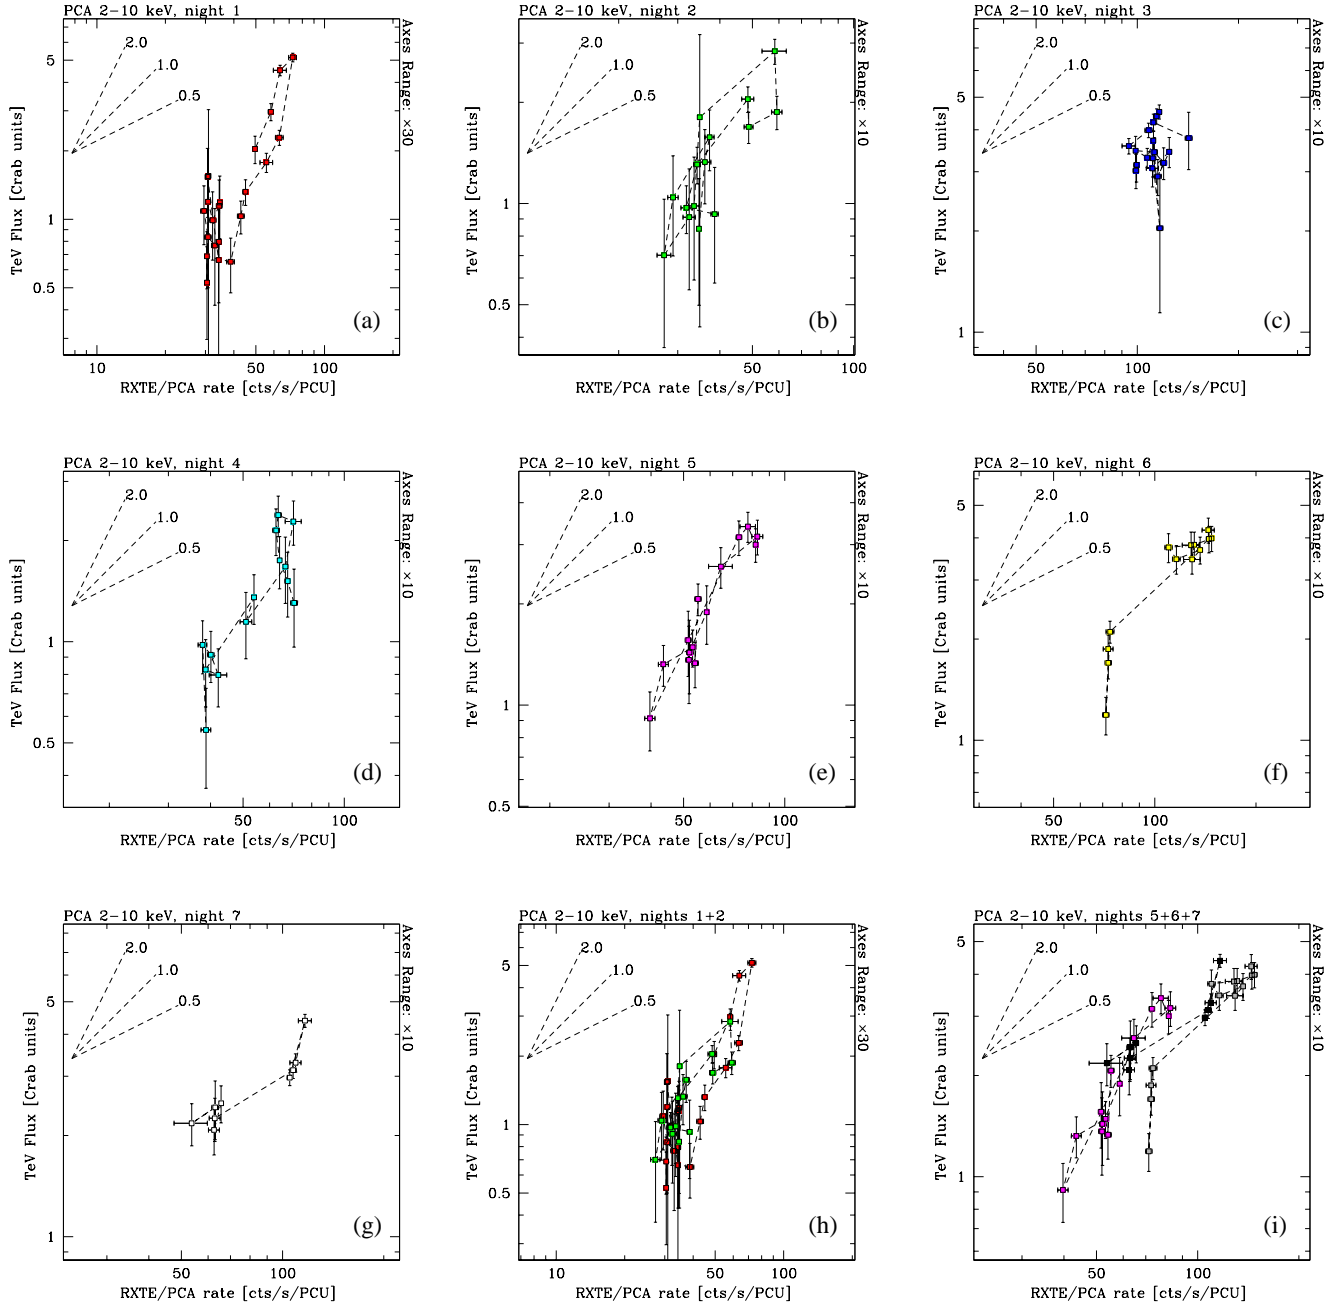 PCA 2-10 keV, night 1
2.0
1.0
0.5
5
1
0.5
TeV Flux [Crab units]
Axes Range: ×30
(a)
10 50 100
RXTE/PCA rate [cts/s/PCU]
PCA 2-10 keV, night 2
2.0
1.0
0.5
1
0.5
TeV Flux [Crab units]
Axes Range: ×10
(b)
50 100
RXTE/PCA rate [cts/s/PCU]
PCA 2-10 keV, night 3
2.0
1.0
0.5
5
1
TeV Flux [Crab units]
Axes Range: ×10
(c)
50 100
RXTE/PCA rate [cts/s/PCU]
PCA 2-10 keV, night 4
2.0
1.0
0.5
1
0.5
TeV Flux [Crab units]
Axes Range: ×10
(d)
50 100
RXTE/PCA rate [cts/s/PCU]
PCA 2-10 keV, night 5
2.0
1.0
0.5
1
0.5
TeV Flux [Crab units]
Axes Range: ×10
(e)
50 100
RXTE/PCA rate [cts/s/PCU]
PCA 2-10 keV, night 6
2.0
1.0
0.5
5
1
TeV Flux [Crab units]
Axes Range: ×10
(f)
50 100
RXTE/PCA rate [cts/s/PCU]
PCA 2-10 keV, night 7
2.0
1.0
0.5
5
1
TeV Flux [Crab units]
Axes Range: ×10
(g)
50 100
RXTE/PCA rate [cts/s/PCU]
PCA 2-10 keV, nights 1+2
2.0
1.0
0.5
5
1
0.5
TeV Flux [Crab units]
Axes Range: ×30
(h)
10 50 100
RXTE/PCA rate [cts/s/PCU]
PCA 2-10 keV, nights 5+6+7
2.0
1.0
0.5
5
1
TeV Flux [Crab units]
Axes Range: ×10
(i)
50 100
RXTE/PCA rate [cts/s/PCU]